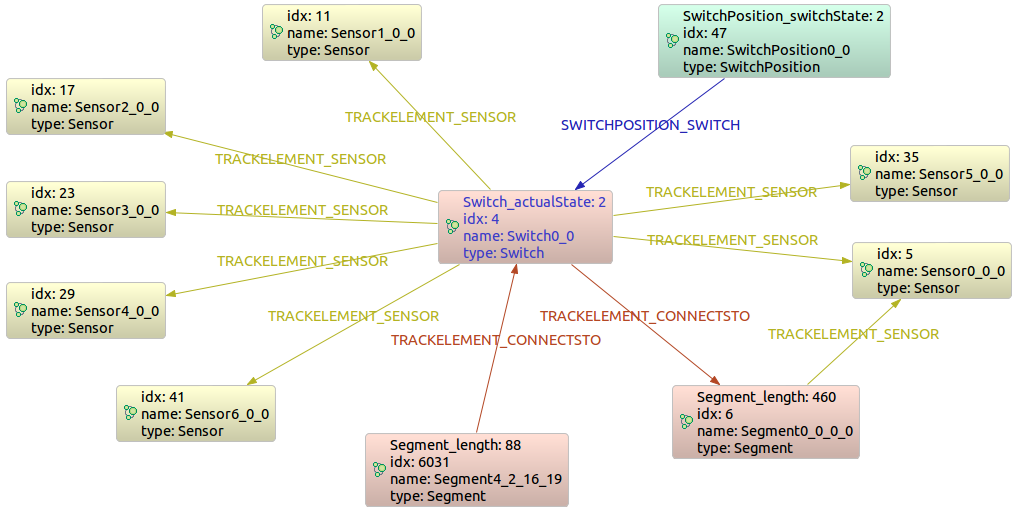 idx: 11
name: Sensor1_0_0
type: Sensor
SwitchPosition_switchState: 2
idx: 47
name: SwitchPosition0_0
type: SwitchPosition
idx: 17
name: Sensor2_0_0
type: Sensor
TRACKELEMENT_SENSOR
SWITCHPOSITION_SWITCH
TRACKELEMENT_SENSOR
idx: 35
name: Sensor5_0_0
type: Sensor
idx: 23
name: Sensor3_0_0
type: Sensor
TRACKELEMENT_SENSOR
Switch_actualState: 2
idx: 4
name: Switch0_0
type: Switch
TRACKELEMENT_SENSOR
TRACKELEMENT_SENSOR
idx: 5
name: Sensor0_0_0
type: Sensor
TRACKELEMENT_SENSOR
idx: 29
name: Sensor4_0_0
type: Sensor
TRACKELEMENT_SENSOR
TRACKELEMENT_CONNECTSTO
TRACKELEMENT_CONNECTSTO
TRACKELEMENT_SENSOR
idx: 41
name: Sensor6_0_0
type: Sensor
Segment_length: 88
idx: 6031
name: Segment4_2_16_19
type: Segment
Segment_length: 460
idx: 6
name: Segment0_0_0_0
type: Segment